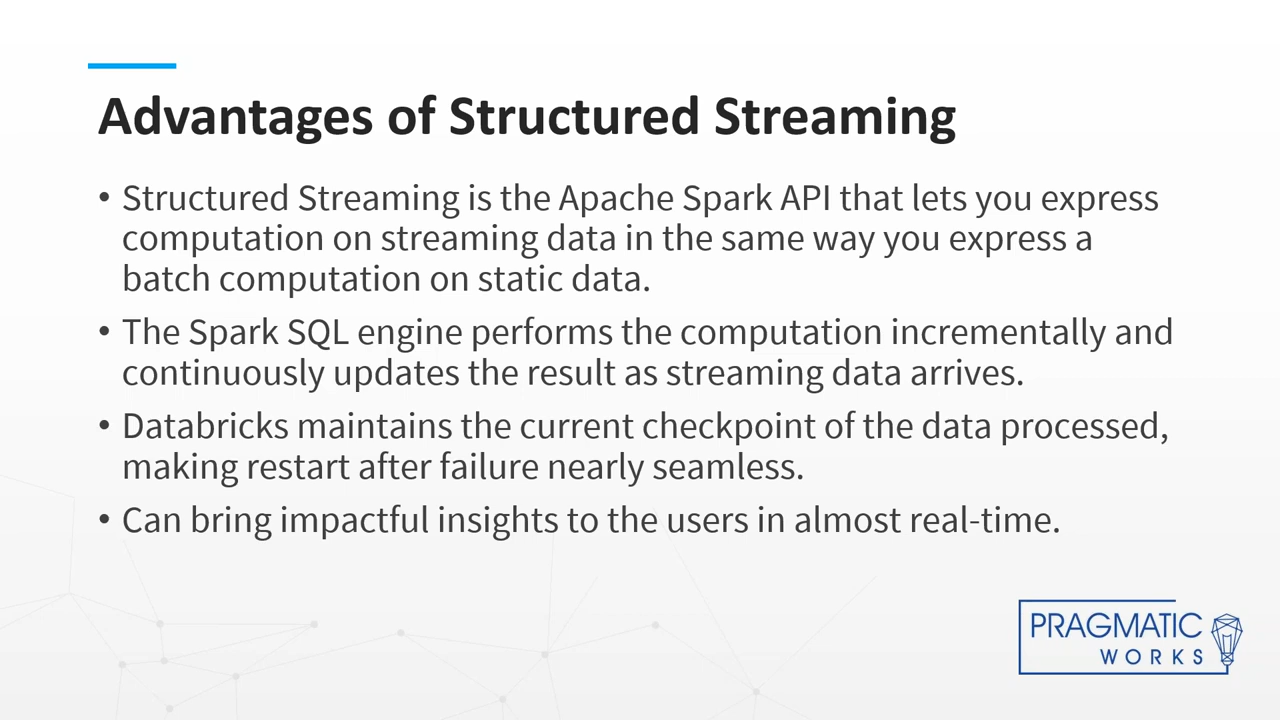 Advantages of Structured Streaming
• Structured Streaming is the Apache Spark API that lets you express
computation on streaming data in the same way you express a
batch computation on static data.
• The Spark SQL engine performs the computation incrementally and
continuously updates the result as streaming data arrives.
• Databricks maintains the current checkpoint of the data processed,
making restart after failure nearly seamless.
• Can bring impactful insights to the users in almost real-time.
PRAGMATIC
WORKS